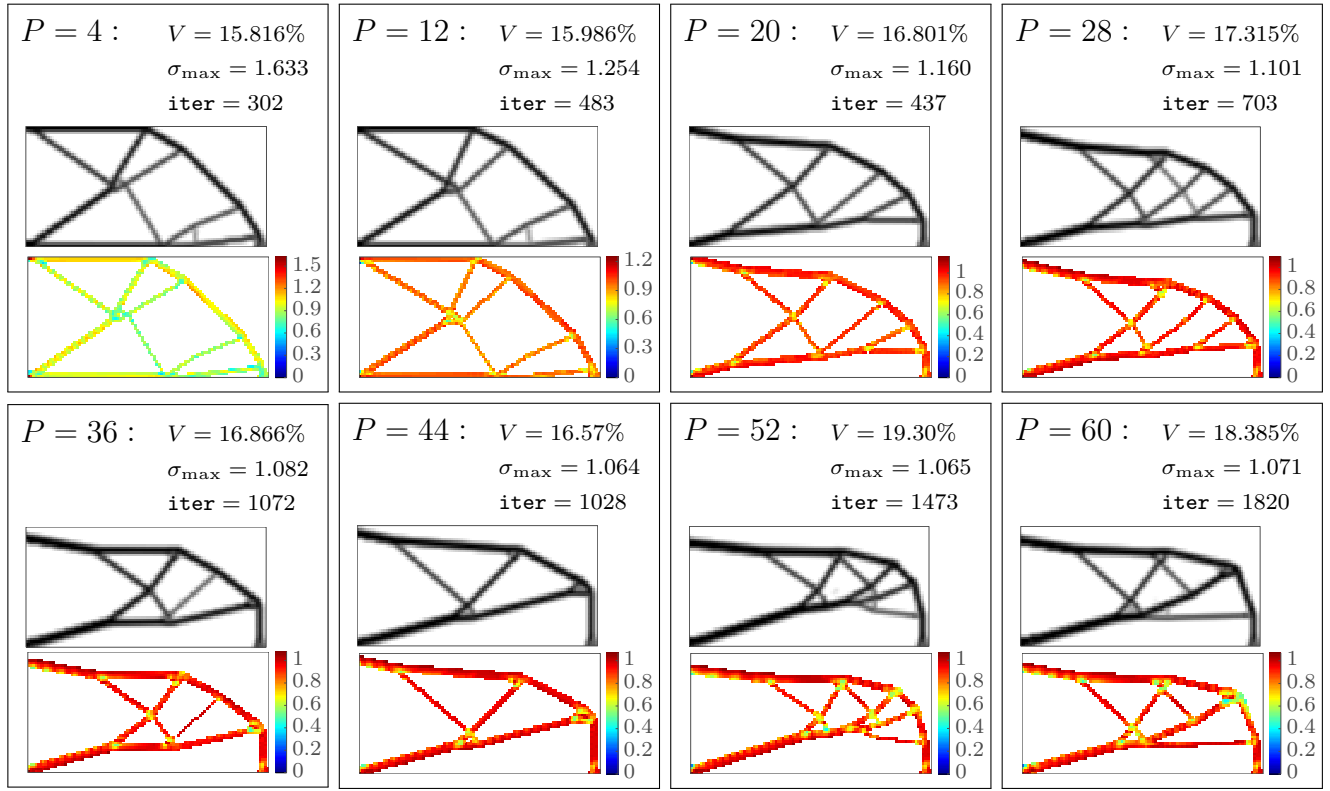 P = 4 : V = 15.816%
σmax = 1.633
iter = 302
1.5
1.2
0.9
0.6
0.3
0
P = 12 : V = 15.986%
σmax = 1.254
iter = 483
1.2
0.9
0.6
0.3
0
P = 20 : V = 16.801%
σmax = 1.160
iter = 437
1
0.8
0.6
0.4
0.2
0
P = 28 : V = 17.315%
σmax = 1.101
iter = 703
1
0.8
0.6
0.4
0.2
0
P = 36 : V = 16.866%
σmax = 1.082
iter = 1072
1
0.8
0.6
0.4
0.2
0
P = 44 : V = 16.57%
σmax = 1.064
iter = 1028
1
0.8
0.6
0.4
0.2
0
P = 52 : V = 19.30%
σmax = 1.065
iter = 1473
1
0.8
0.6
0.4
0.2
0
P = 60 : V = 18.385%
σmax = 1.071
iter = 1820
1
0.8
0.6
0.4
0.2
0